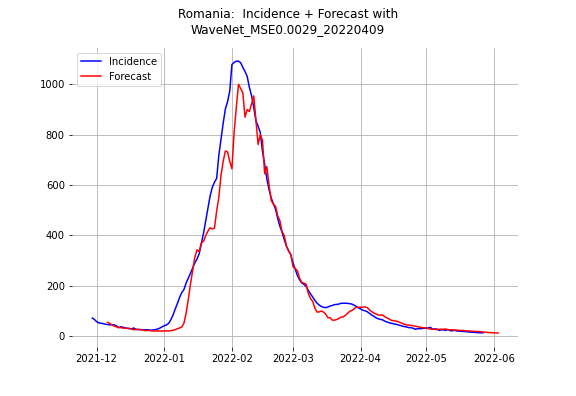 Romania:  Incidence + Forecast with
WaveNet_MSE0.0029_20220409
Incidence
Forecast
1000
800
600
400
200
0
2021-12 2022-01 2022-02 2022-03 2022-04 2022-05 2022-06